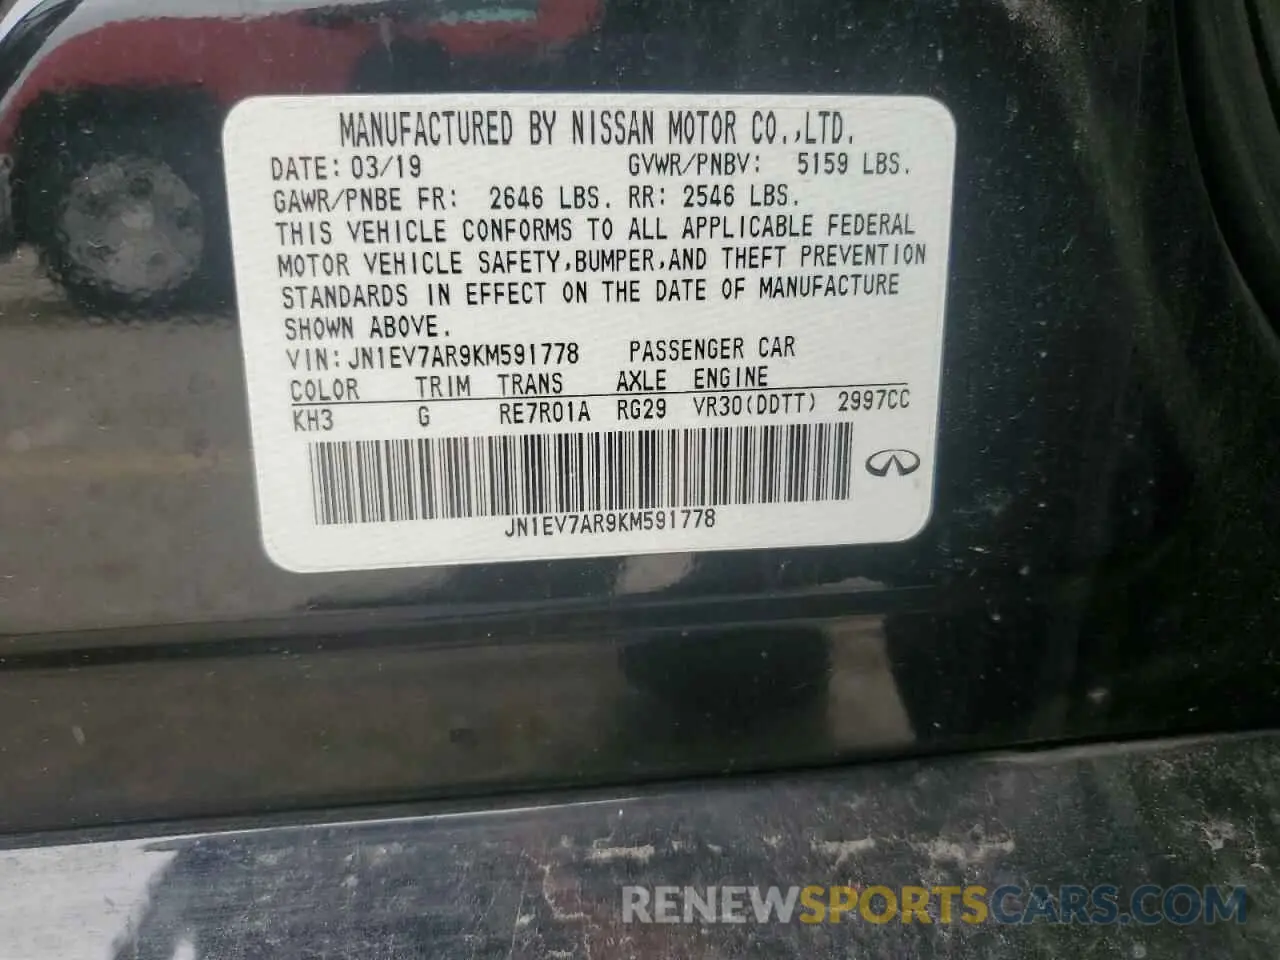 MANUFACTURED BY NISSAN MOTOR CO.,LTD.
DATE: 03/19 GVWR/PNBV: 5159 LBS.
GAWR/PNBE FR: 2646 LBS. RR: 2546 LBS.
THIS VEHICLE CONFORMS TO ALL APPLICABLE FEDERAL
MOTOR VEHICLE SAFETY,BUMPER,AND THEFT PREVENTION
STANDARDS IN EFFECT ON THE DATE OF MANUFACTURE
SHOWN ABOVE.
VIN:JN1EV7AR9KM591778 PASSENGER CAR
COLOR TRIM TRANS AXLE ENGINE
KH3 G RE7R01A RG29 VR30(DDTT) 2997CC
JN1EV7AR9KM591778
RENEWSPORTSCARS.COM